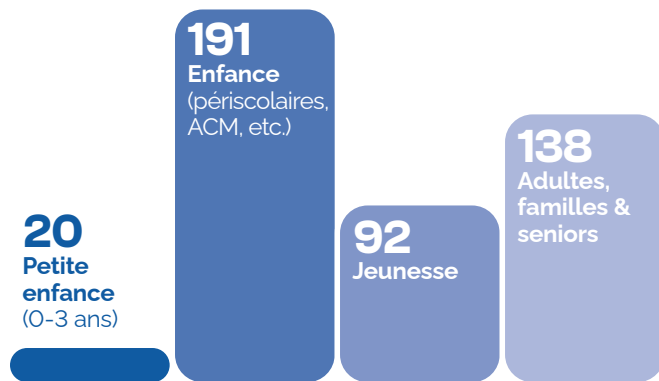 20
Petite
enfance
(0-3 ans)
191
Enfance
(périscolaires,
ACM, etc.)
92
Jeunesse
138
Adultes,
familles &
seniors